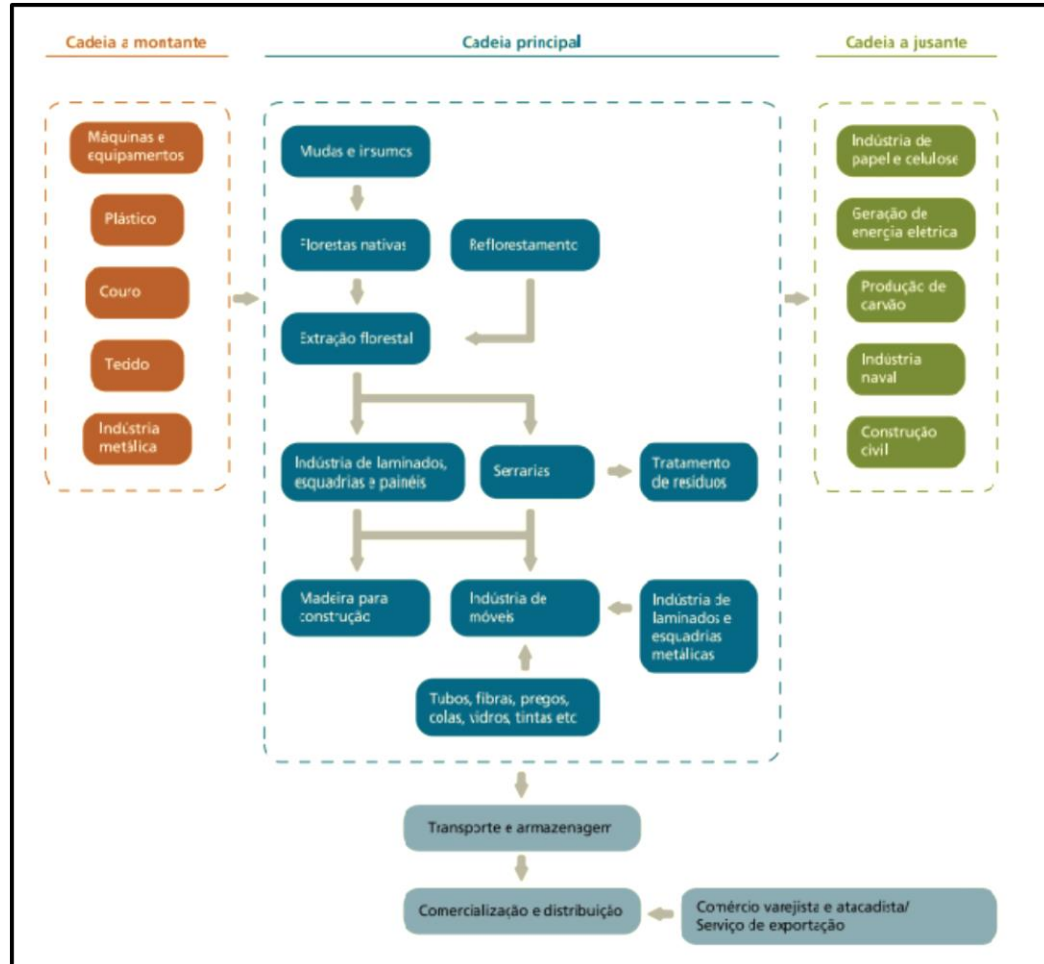 Cadeia a montante
Cadeia principal
Cadeia a jusante
Máquinas e
equipamentos
Plástico
Couro
Tecido
Indústria
metálica
Mudas e insumos
Florestas nativas
Reflorestamento
Extração florestal
Indústria de laminados,
esquadrias e painéis
Serrarias
Tratamento
de resíduos
Madeira para
construção
Indústria de
móveis
Indústria de
laminados e
esquadrias
metálicas
Tubos, fibras, pregos,
colas, vidros, tintas etc
Indústria de
papel e celulose
Geração de
energia eletrica
Produção de
carvão
Indústria
naval
Construção
civil
Transporte e armazenagem
Comercialização e distribuição
Comércio varejista e atacadista/
Serviço de exportação